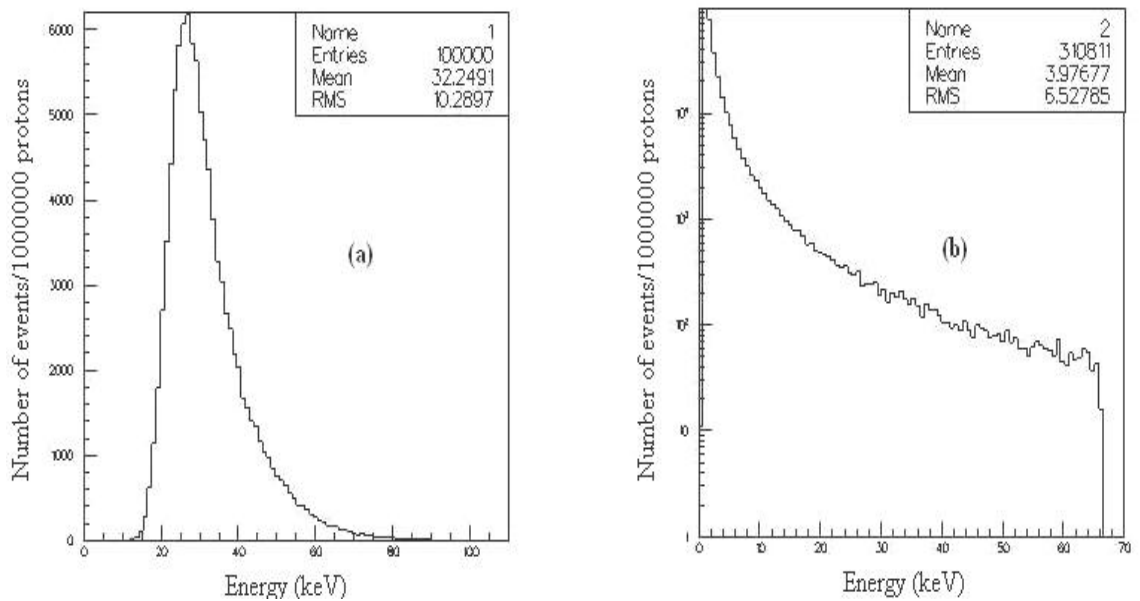 Name 1
Entries 100000
Mean 32.2491
RMS 10.2897
Number of events/1000000 protons
6000
5000
4000
3000
2000
1000
0
(a)
0 20 40 60 80 100
Energy (keV)
Name 2
Entries 310811
Mean 3.97677
RMS 6.52785
Number of events/1000000 protons
10⁴
10³
10²
10
1
(b)
0 10 20 30 40 50 60 70
Energy (keV)